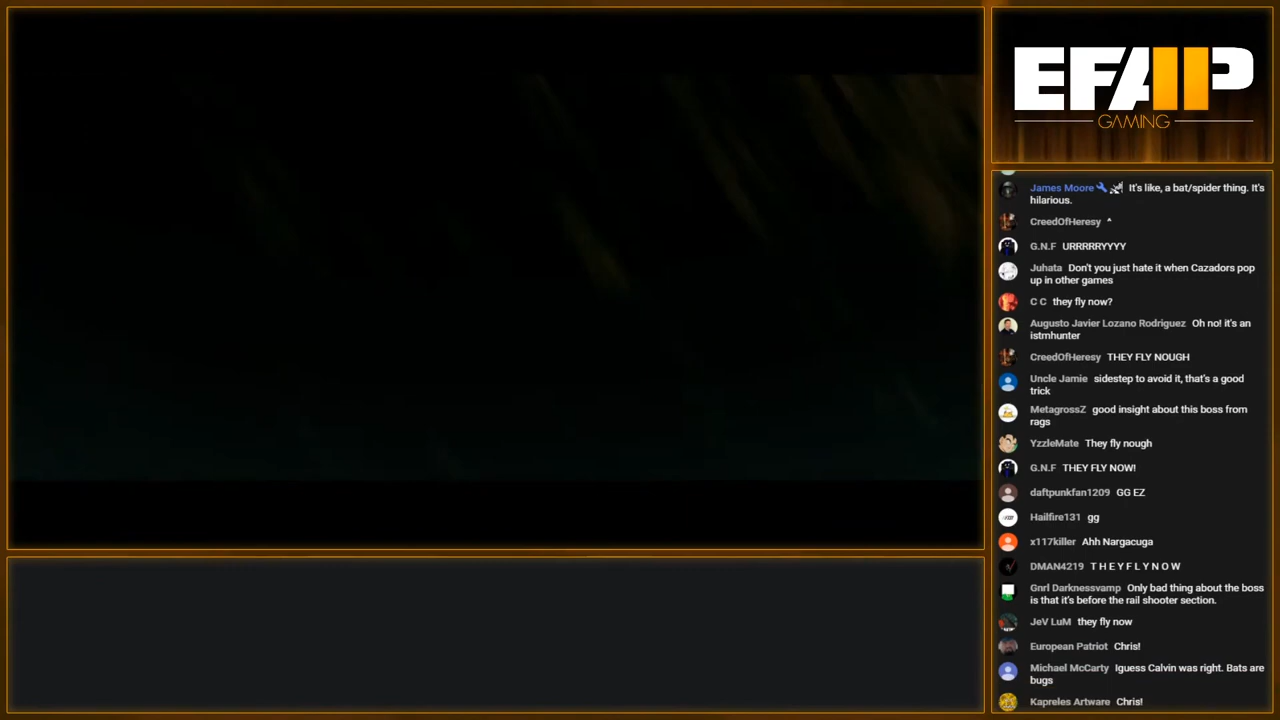 EFAP
GAMING
James Moore It's like, a bat/spider thing. It's
hilarious.
CreedOfHeresy ^
G.N.F URRRRRYYYY
Juhata Don't you just hate it when Cazadors pop
up in other games
C C they fly now?
Augusto Javier Lozano Rodriguez Oh no! it's an
istmhunter
CreedOfHeresy THEY FLY NOUGH
Uncle Jamie sidestep to avoid it, that's a good
trick
MetagrossZ good insight about this boss from
rags
YzzleMate They fly nough
G.N.F THEY FLY NOW!
daftpunkfan1209 GG EZ
Hailfire131 gg
x117killer Ahh Nargacuga
DMAN4219 T H E Y F L Y N O W
Gnrl Darknessvamp Only bad thing about the boss
is that it's before the rail shooter section.
JeV LuM they fly now
European Patriot Chris!
Michael McCarty Iguess Calvin was right. Bats are
bugs
Kapreles Artware Chris!